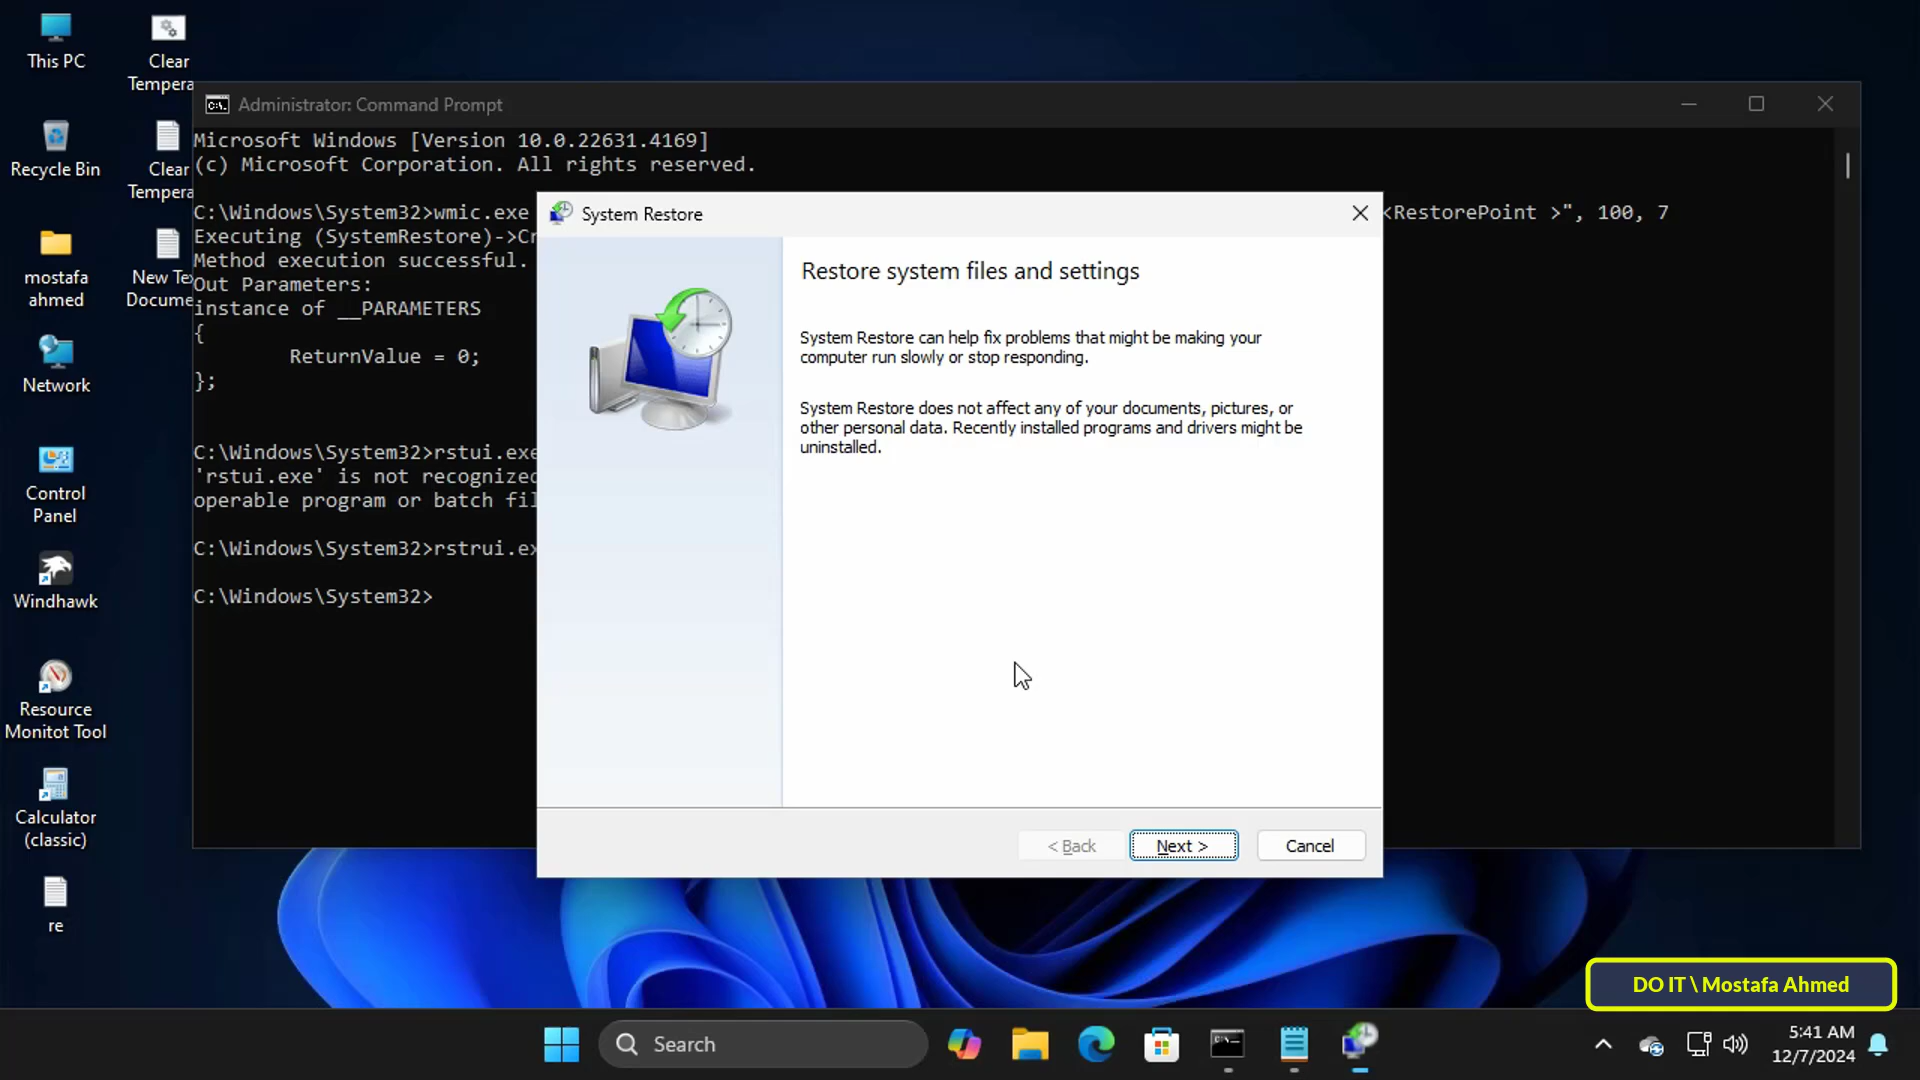 This PC
Clear
Tempera
Recycle Bin
Clear
Tempera
mostafa
ahmed
New Te
Docume
Network
Control
Panel
Windhawk
Resource
Monitot Tool
Calculator
(classic)
re
Administrator: Command Prompt
Microsoft Windows [Version 10.0.22631.4169]
(c) Microsoft Corporation. All rights reserved.
C:\Windows\System32>wmic.exe <RestorePoint >", 100, 7
Executing (SystemRestore)->Cr
Method execution successful.
Out Parameters:
instance of __PARAMETERS
{
ReturnValue = 0;
};
C:\Windows\System32>rstui.exe
'rstui.exe' is not recognized
operable program or batch fil
C:\Windows\System32>rstrui.ex
C:\Windows\System32>
System Restore
Restore system files and settings
System Restore can help fix problems that might be making your
computer run slowly or stop responding.
System Restore does not affect any of your documents, pictures, or
other personal data. Recently installed programs and drivers might be
uninstalled.
< Back
Next >
Cancel
DO IT \ Mostafa Ahmed
Search
5:41 AM
12/7/2024